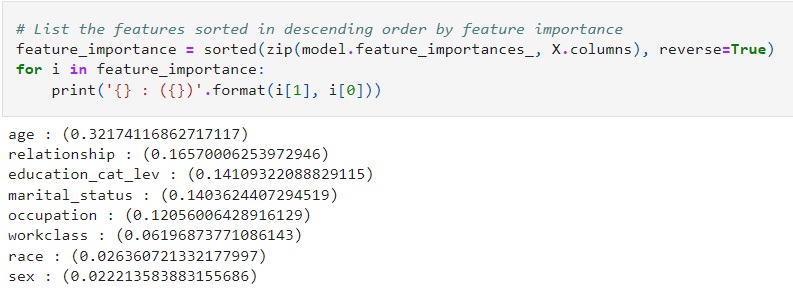 # List the features sorted in descending order by feature importance
feature_importance = sorted(zip(model.feature_importances_, X.columns), reverse=True)
for i in feature_importance:
    print('{} : ({})'.format(i[1], i[0]))
age : (0.32174116862717117)
relationship : (0.16570006253972946)
education_cat_lev : (0.14109322088829115)
marital_status : (0.1403624407294519)
occupation : (0.12056006428916129)
workclass : (0.06196873771086143)
race : (0.026360721332177997)
sex : (0.022213583883155686)